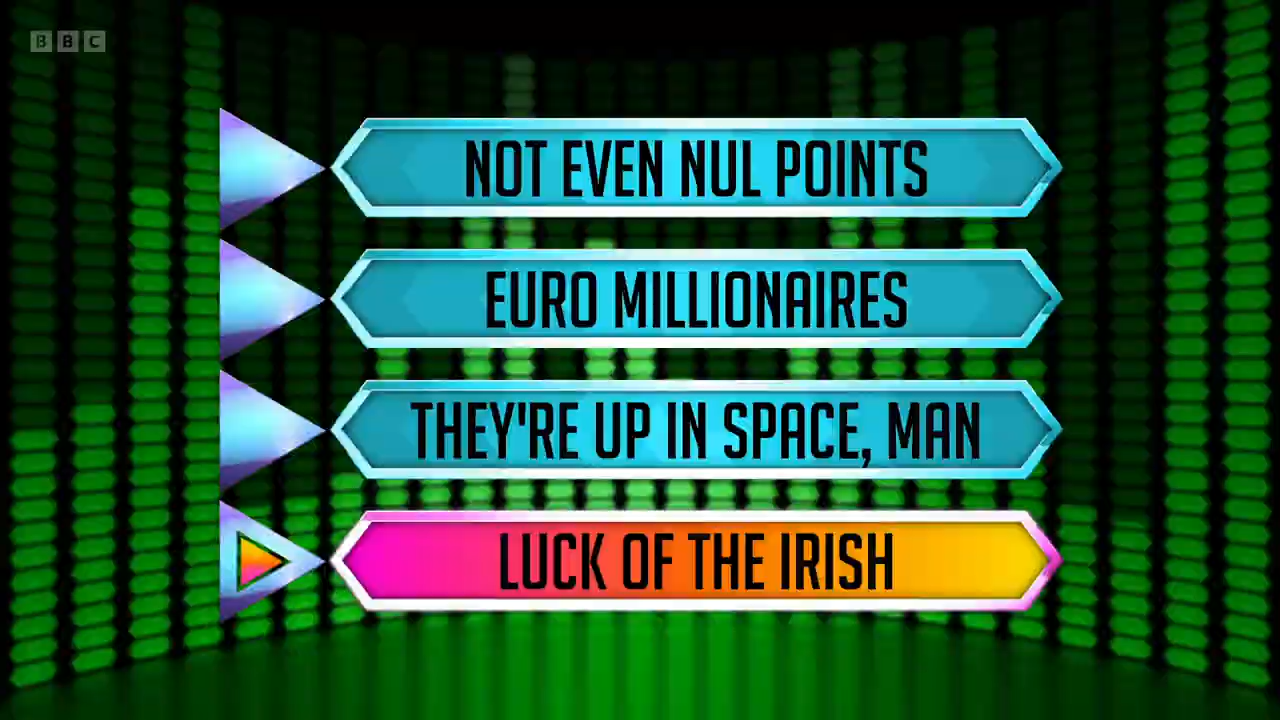 BBC
NOT EVEN NUL POINTS
EURO MILLIONAIRES
THEY'RE UP IN SPACE, MAN
LUCK OF THE IRISH